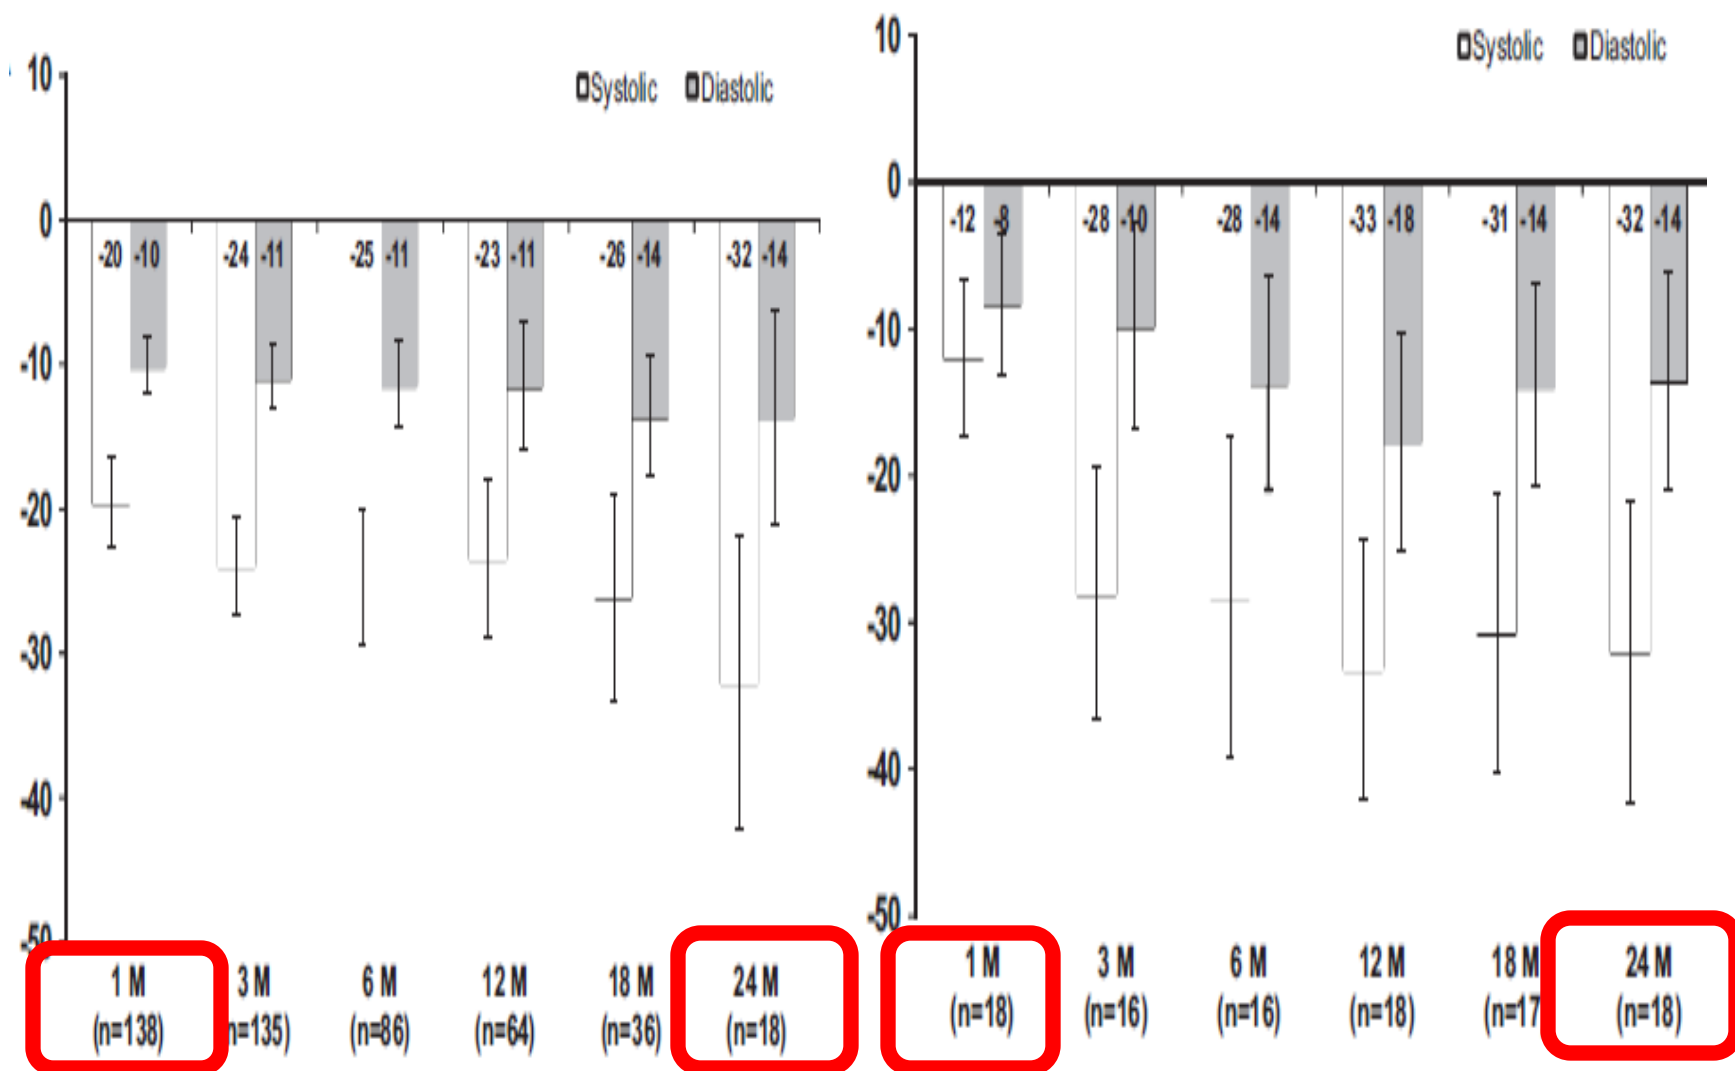 10
Systolic Diastolic
0
-20 -10 -24 -11 -25 -11 -23 -11 -26 -14 -32 -14
-10
-20
-30
-40
-50
1 M 3 M 6 M 12 M 18 M 24 M
(n=138) n=135) (n=86) (n=64) (n=36) (n=18)
10
Systolic Diastolic
0
-12 -8 -28 -10 -28 -14 -33 -18 -31 -14 -32 -14
-10
-20
-30
-40
-50
1 M 3 M 6 M 12 M 18 M 24 M
(n=18) (n=16) (n=16) (n=18) (n=17 (n=18)